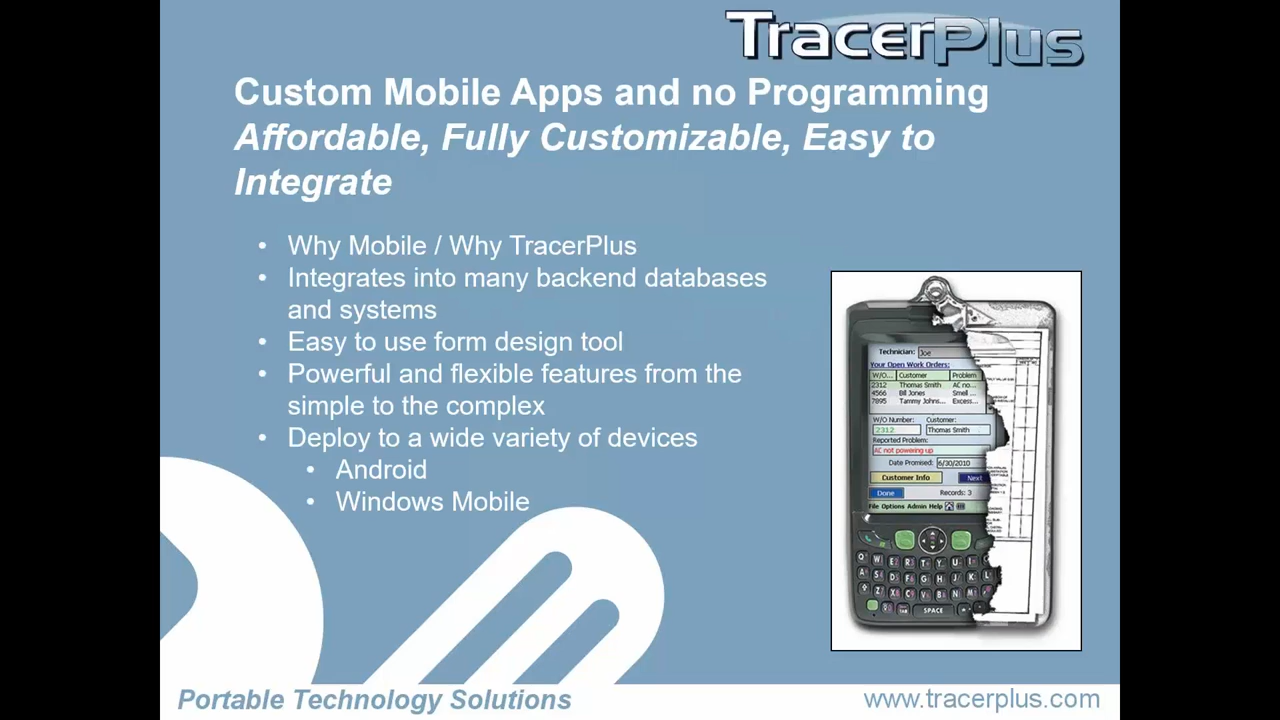 TracerPlus
Custom Mobile Apps and no Programming
Affordable, Fully Customizable, Easy to
Integrate
• Why Mobile / Why TracerPlus
• Integrates into many backend databases
and systems
• Easy to use form design tool
• Powerful and flexible features from the
simple to the complex
• Deploy to a wide variety of devices
• Android
• Windows Mobile
Technician: Joe
Your Open Work Orders:
W/O... Customer Problem
2312 Thomas Smith AC no...
4566 Bill Jones Smell ...
7895 Tammy Johns... Excess...
W/O Number: Customer:
2312 Thomas Smith
Reported Problem:
AC not powering up
Date Promised: 6/30/2010
Customer Info Next
Done Records: 3
File Options Admin Help
Q W E R T Y U I
A S D F G H J K L
Z X C V B N M
SPACE
Portable Technology Solutions
www.tracerplus.com